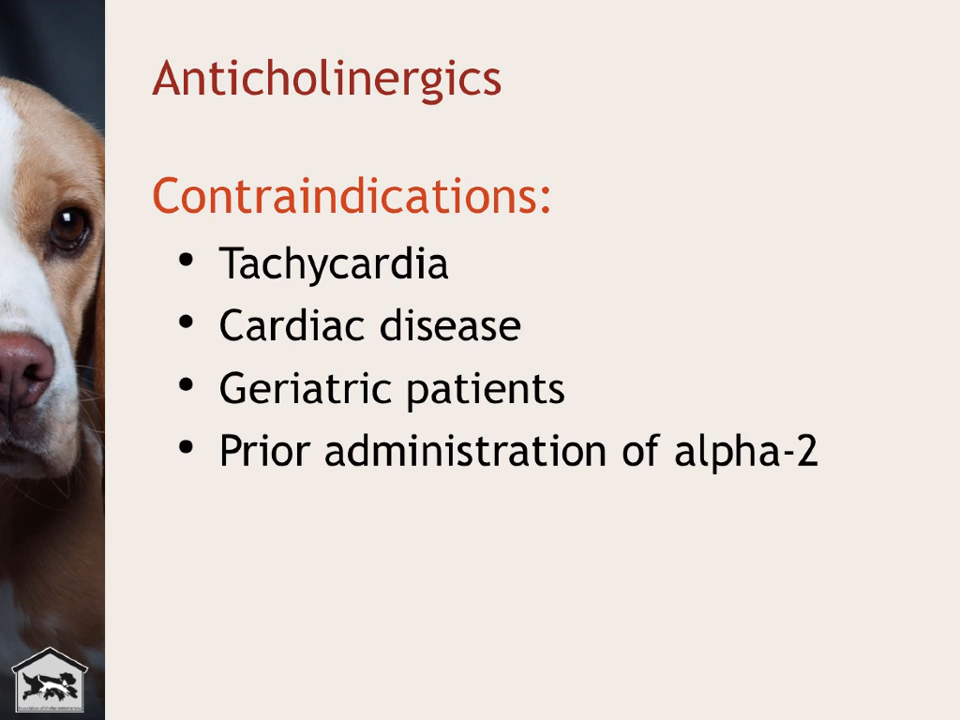 Anticholinergics
Contraindications:
• Tachycardia
• Cardiac disease
• Geriatric patients
• Prior administration of alpha-2